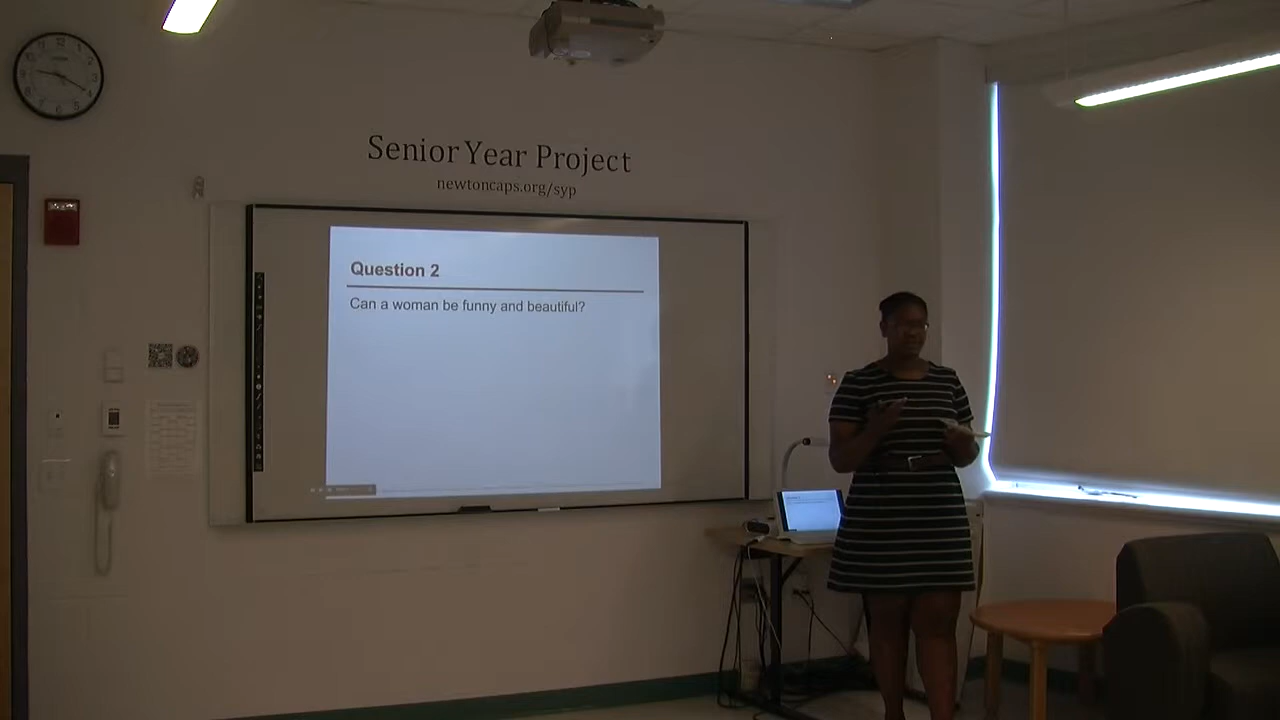 Senior Year Project
newtoncaps.org/syp
Question 2
Can a woman be funny and beautiful?